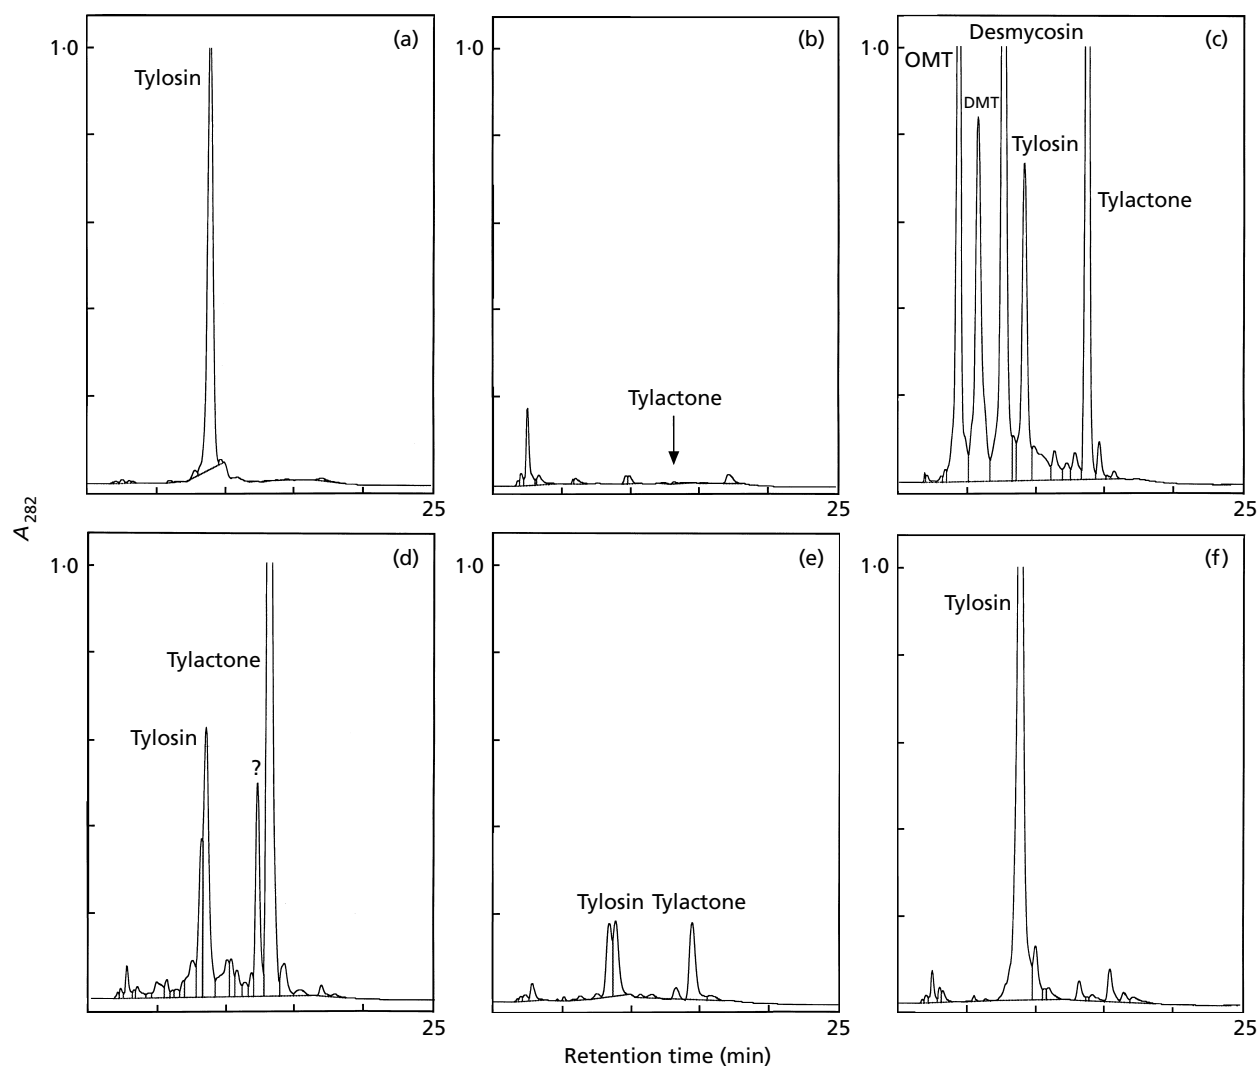 (a)
1·0
Tylosin
25
(b)
1·0
Tylactone
25
(c)
1·0
Desmycosin
OMT
DMT
Tylosin
Tylactone
25
A282
(d)
1·0
Tylactone
Tylosin
?
25
(e)
1·0
Tylosin Tylactone
25
(f)
1·0
Tylosin
25
Retention time (min)